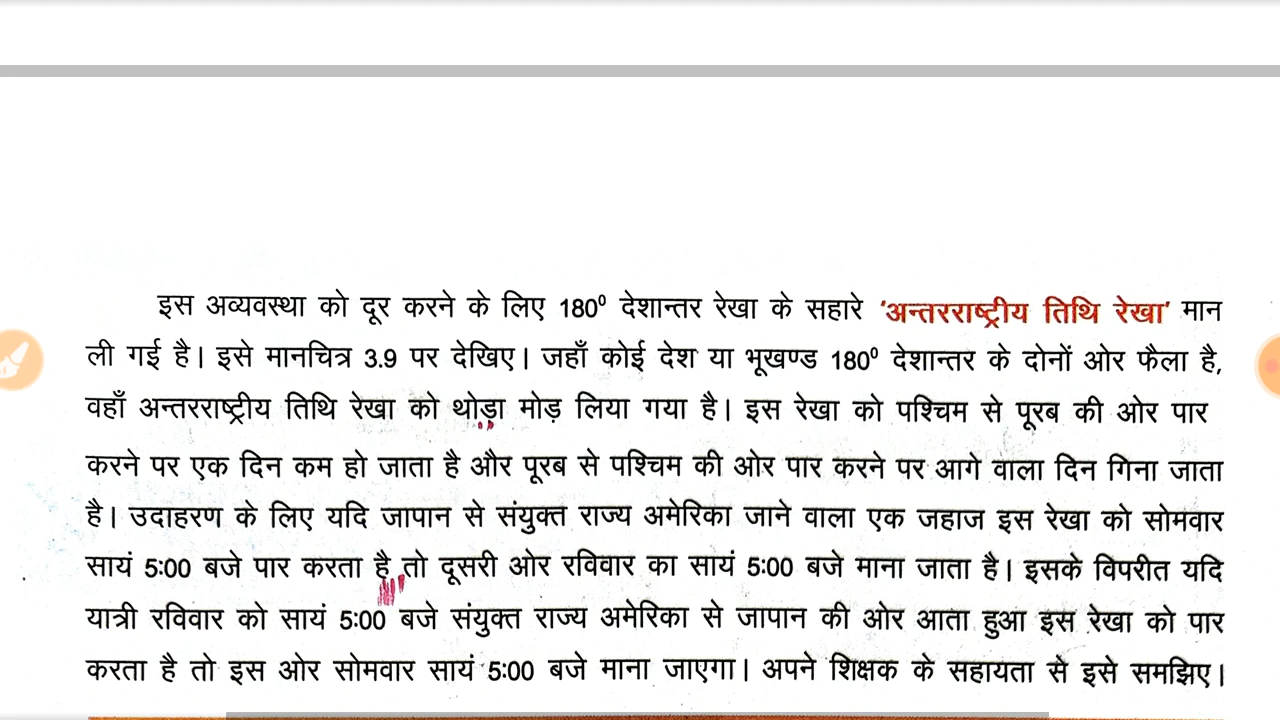 इस अव्यवस्था को दूर करने के लिए 180⁰ देशान्तर रेखा के सहारे 'अन्तरराष्ट्रीय तिथि रेखा' मान
ली गई है। इसे मानचित्र 3.9 पर देखिए। जहाँ कोई देश या भूखण्ड 180⁰ देशान्तर के दोनों ओर फैला है,
वहाँ अन्तरराष्ट्रीय तिथि रेखा को थोड़ा मोड़ लिया गया है। इस रेखा को पश्चिम से पूरब की ओर पार
करने पर एक दिन कम हो जाता है और पूरब से पश्चिम की ओर पार करने पर आगे वाला दिन गिना जाता
है। उदाहरण के लिए यदि जापान से संयुक्त राज्य अमेरिका जाने वाला एक जहाज इस रेखा को सोमवार
सायं 5:00 बजे पार करता है तो दूसरी ओर रविवार का सायं 5:00 बजे माना जाता है। इसके विपरीत यदि
यात्री रविवार को सायं 5:00 बजे संयुक्त राज्य अमेरिका से जापान की ओर आता हुआ इस रेखा को पार
करता है तो इस ओर सोमवार सायं 5:00 बजे माना जाएगा। अपने शिक्षक के सहायता से इसे समझिए।